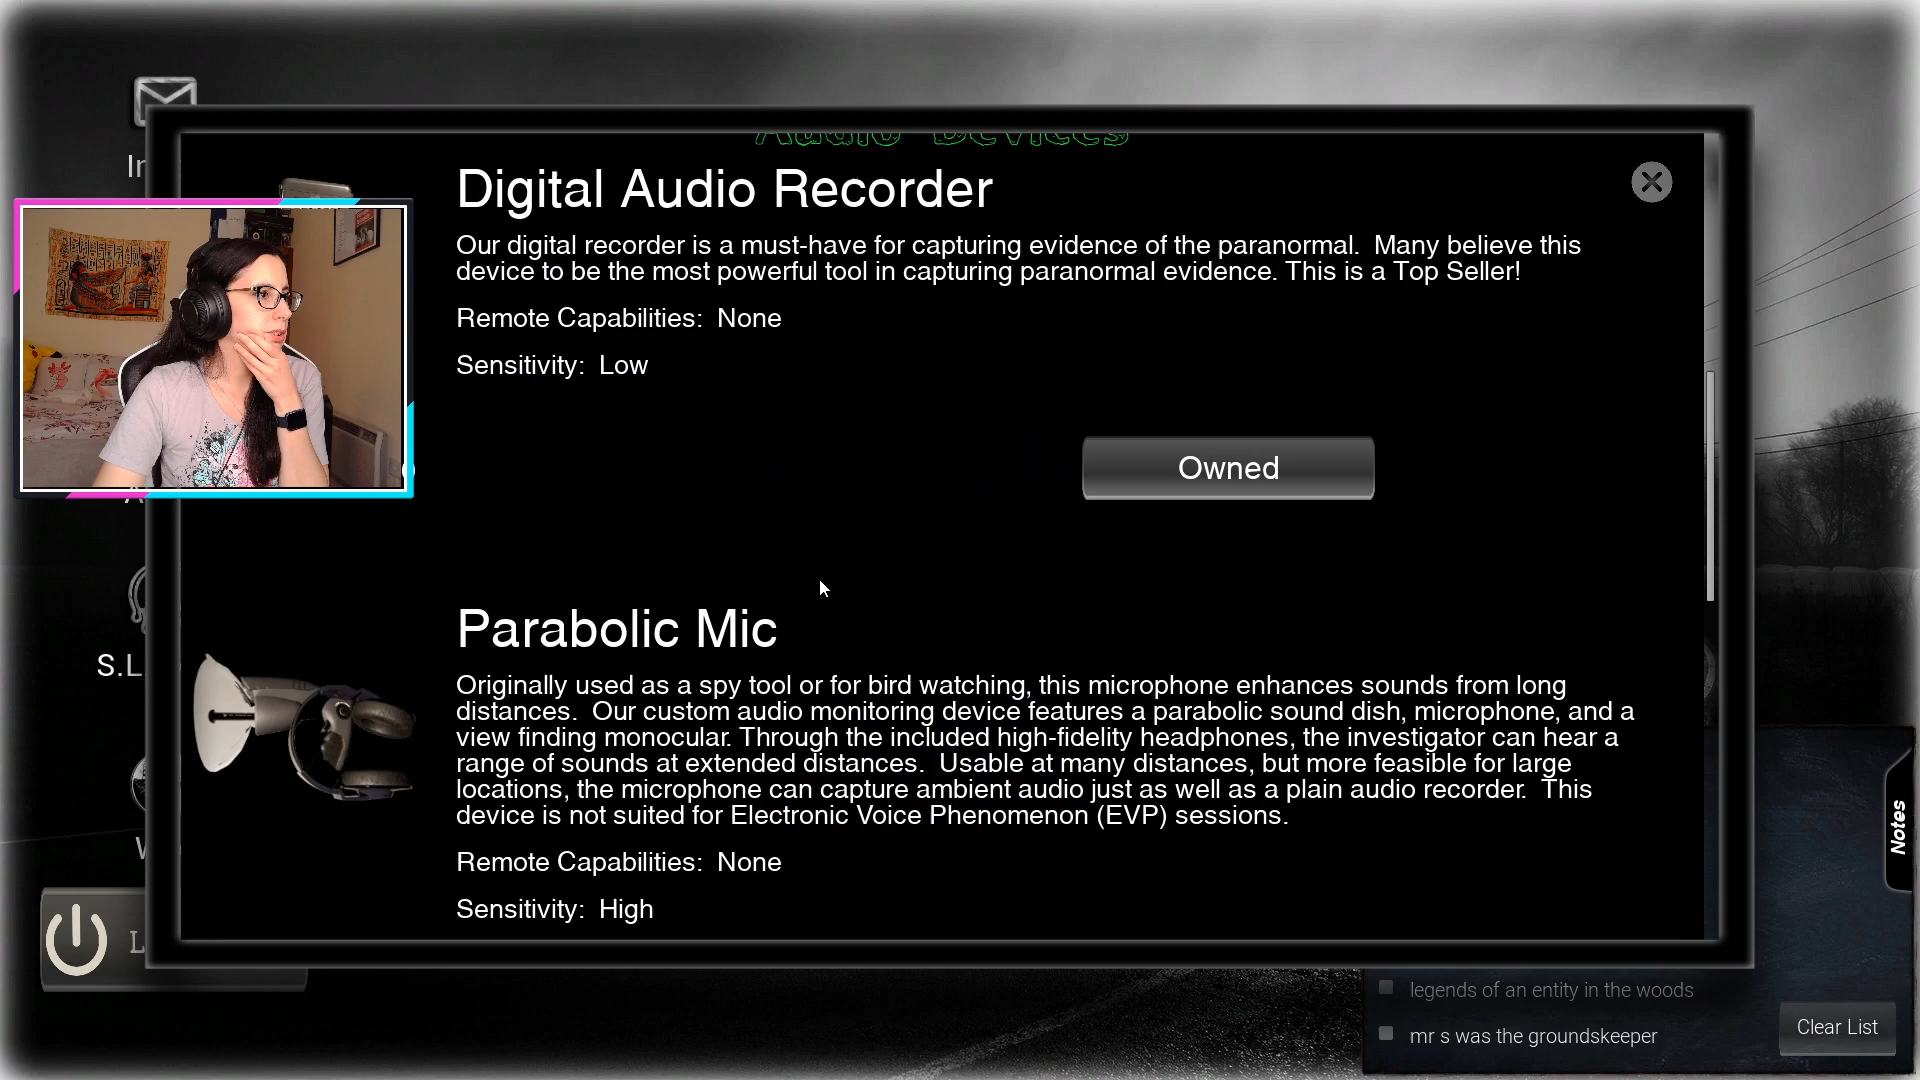 Audio Devices
Digital Audio Recorder
Our digital recorder is a must-have for capturing evidence of the paranormal.  Many believe this
device to be the most powerful tool in capturing paranormal evidence. This is a Top Seller!
Remote Capabilities:  None
Sensitivity:  Low
Owned
Parabolic Mic
Originally used as a spy tool or for bird watching, this microphone enhances sounds from long
distances.  Our custom audio monitoring device features a parabolic sound dish, microphone, and a
view finding monocular. Through the included high-fidelity headphones, the investigator can hear a
range of sounds at extended distances.  Usable at many distances, but more feasible for large
locations, the microphone can capture ambient audio just as well as a plain audio recorder.  This
device is not suited for Electronic Voice Phenomenon (EVP) sessions.
Remote Capabilities:  None
Sensitivity:  High
S.L
Notes
legends of an entity in the woods
mr s was the groundskeeper
Clear List